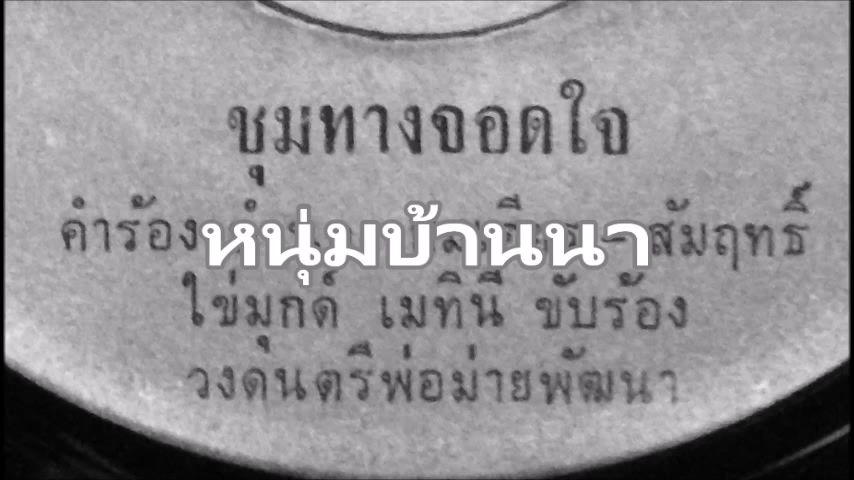 ชุมทางจอดใจ
คำร้อง สัมฤทธิ์
หนุ่มบ้านนา
ใข่มุกด์ เมทินี ขับร้อง
วงดนตรีพ่อม่ายพัฒนา